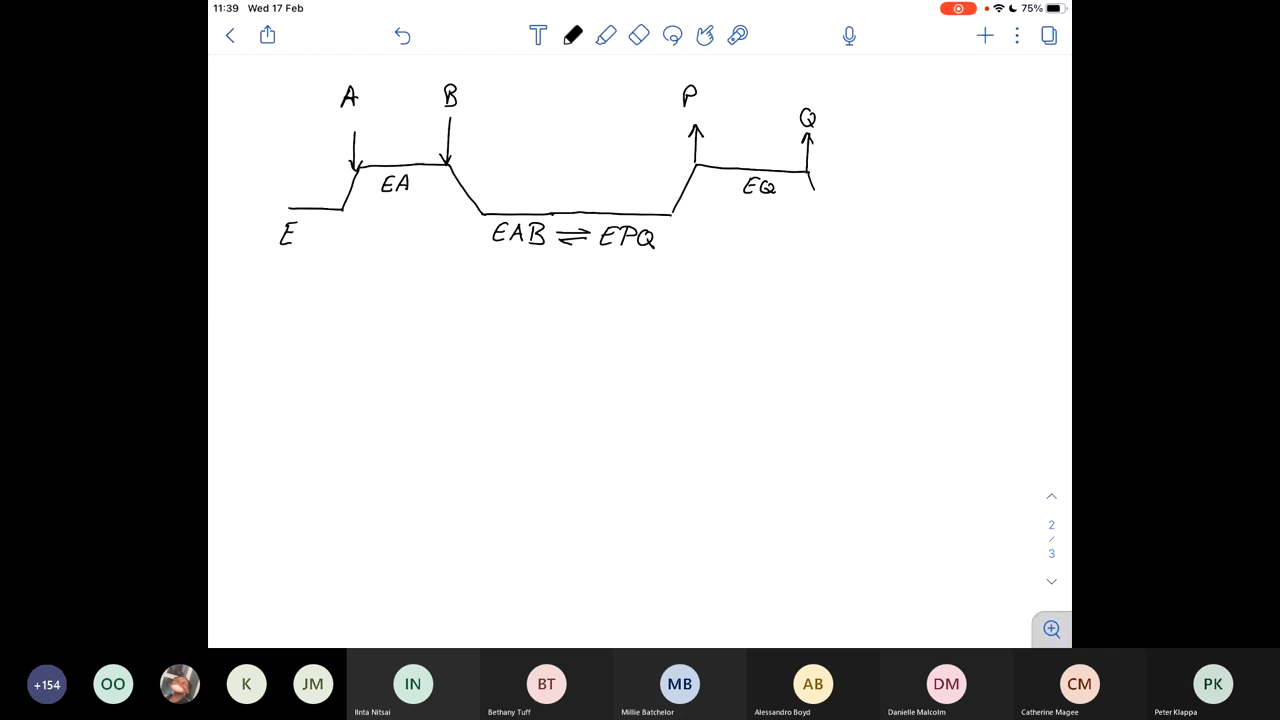 11:39 Wed 17 Feb 75%
T
A B P Q
EA EQ
E EAB ⇌ EPQ
2
/
3
+154 OO K JM IN BT MB AB DM CM PK
Ilnta Nitsai Bethany Tuff Millie Batchelor Alessandro Boyd Danielle Malcolm Catherine Magee Peter Klappa